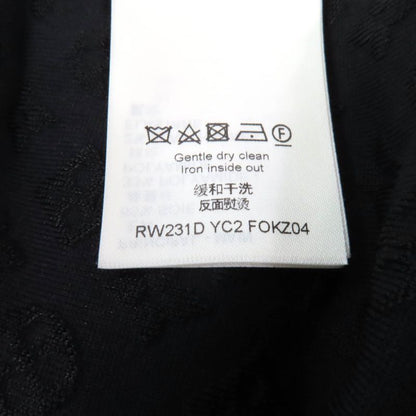 Gentle dry clean
Iron inside out
缓和干洗
反面熨烫
RW231D YC2 FOKZ04